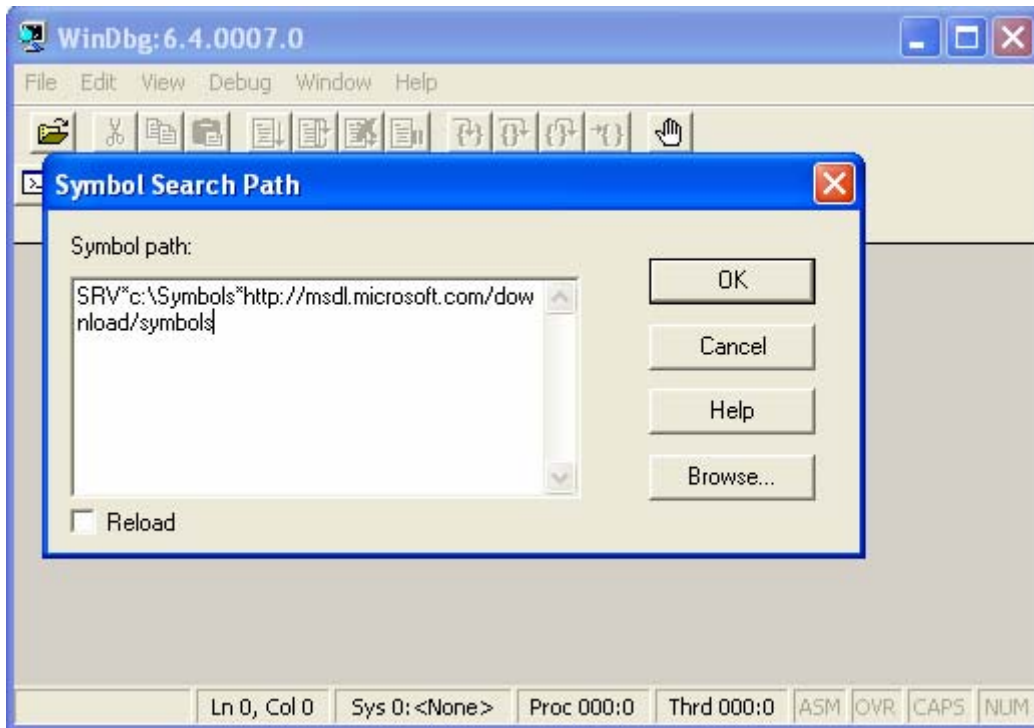 WinDbg:6.4.0007.0
File Edit View Debug Window Help
Symbol Search Path
Symbol path:
SRV*c:\Symbols*http://msdl.microsoft.com/dow
nload/symbols
OK
Cancel
Help
Browse...
Reload
Ln 0, Col 0 Sys 0:<None> Proc 000:0 Thrd 000:0 ASM OVR CAPS NUM